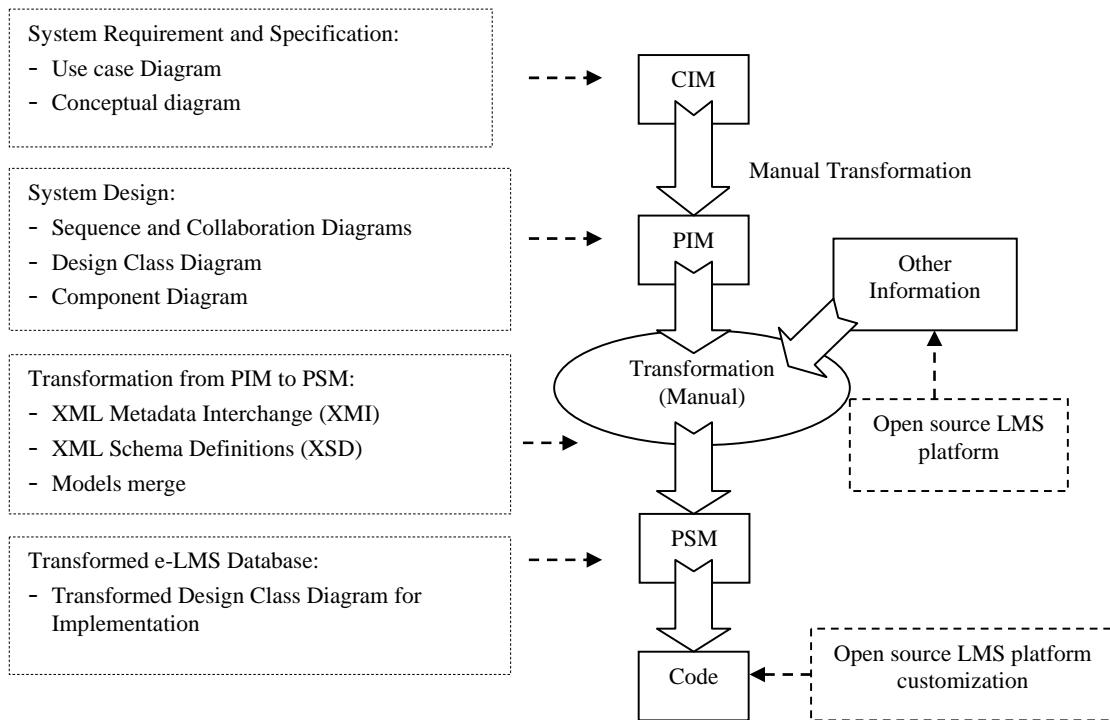 System Requirement and Specification:
- Use case Diagram
- Conceptual diagram
CIM
Manual Transformation
System Design:
- Sequence and Collaboration Diagrams
- Design Class Diagram
- Component Diagram
PIM
Other
Information
Transformation from PIM to PSM:
- XML Metadata Interchange (XMI)
- XML Schema Definitions (XSD)
- Models merge
Transformation
(Manual)
Open source LMS
platform
Transformed e-LMS Database:
- Transformed Design Class Diagram for
Implementation
PSM
Code
Open source LMS platform
customization